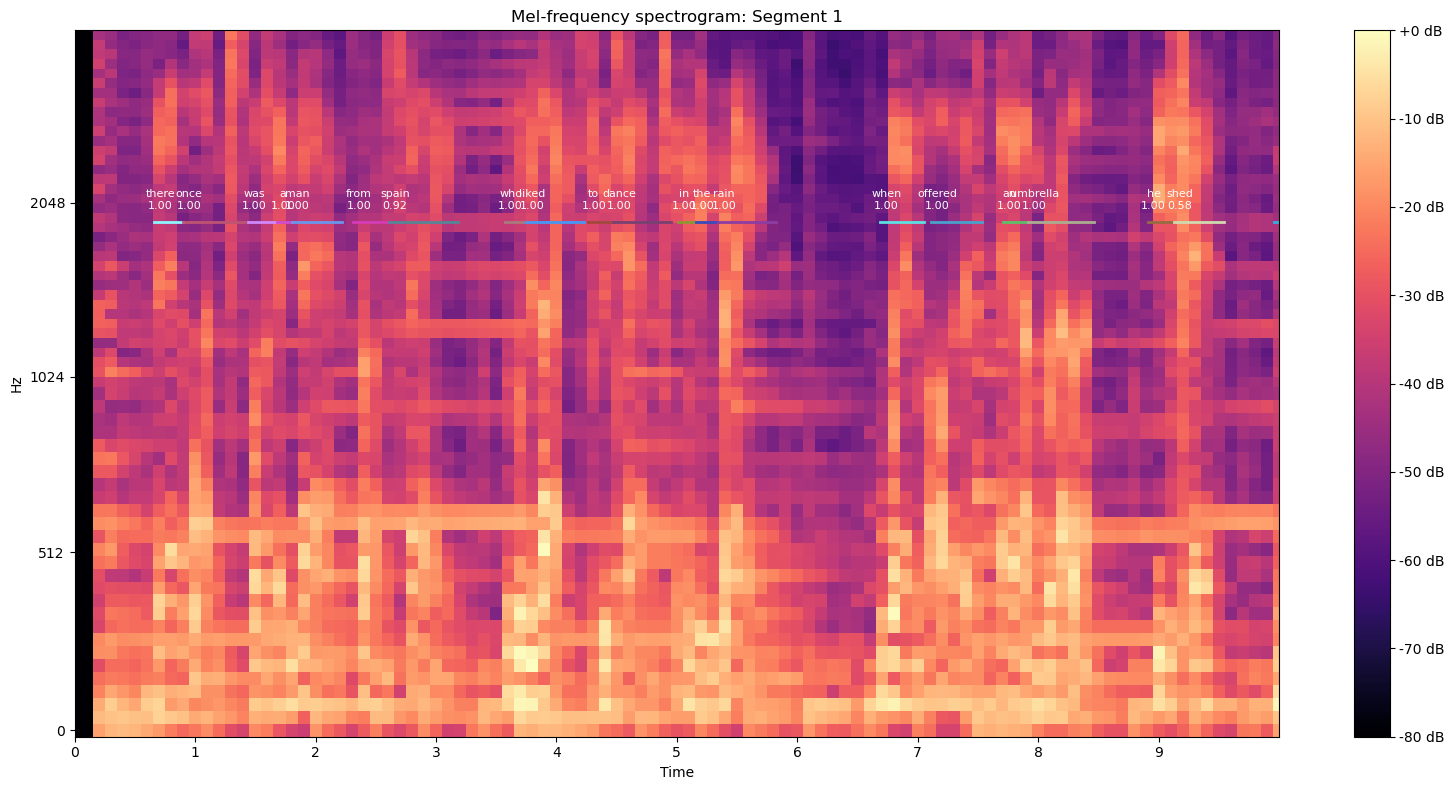 Mel-frequency spectrogram: Segment 1
+0 dB
-10 dB
-20 dB
-30 dB
-40 dB
-50 dB
-60 dB
-70 dB
-80 dB
Hz
2048
1024
512
0
there once was a man from spain who liked to dance in the rain when offered an umbrella he shed
1.00 1.00 1.00 1.00 1.00 1.00 0.92 1.00 1.00 1.00 1.00 1.00 1.00 1.00 1.00 1.00 1.00 1.00 1.00 0.58
0 1 2 3 4 5 6 7 8 9
Time